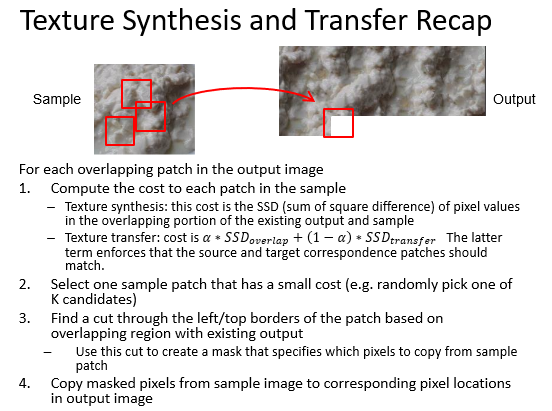 Texture Synthesis and Transfer Recap
Sample
Output
For each overlapping patch in the output image
1. Compute the cost to each patch in the sample
– Texture synthesis: this cost is the SSD (sum of square difference) of pixel values
in the overlapping portion of the existing output and sample
– Texture transfer: cost is α ∗ SSD_overlap + (1 − α) ∗ SSD_transfer The latter
term enforces that the source and target correspondence patches should
match.
2. Select one sample patch that has a small cost (e.g. randomly pick one of
K candidates)
3. Find a cut through the left/top borders of the patch based on
overlapping region with existing output
– Use this cut to create a mask that specifies which pixels to copy from sample
patch
4. Copy masked pixels from sample image to corresponding pixel locations
in output image